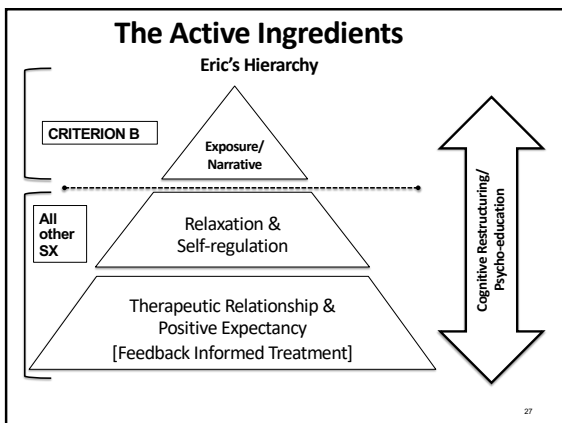 The Active Ingredients
Eric's Hierarchy
CRITERION B
Exposure/
Narrative
All
other
SX
Relaxation &
Self-regulation
Therapeutic Relationship &
Positive Expectancy
[Feedback Informed Treatment]
Cognitive Restructuring/
Psycho-education
27